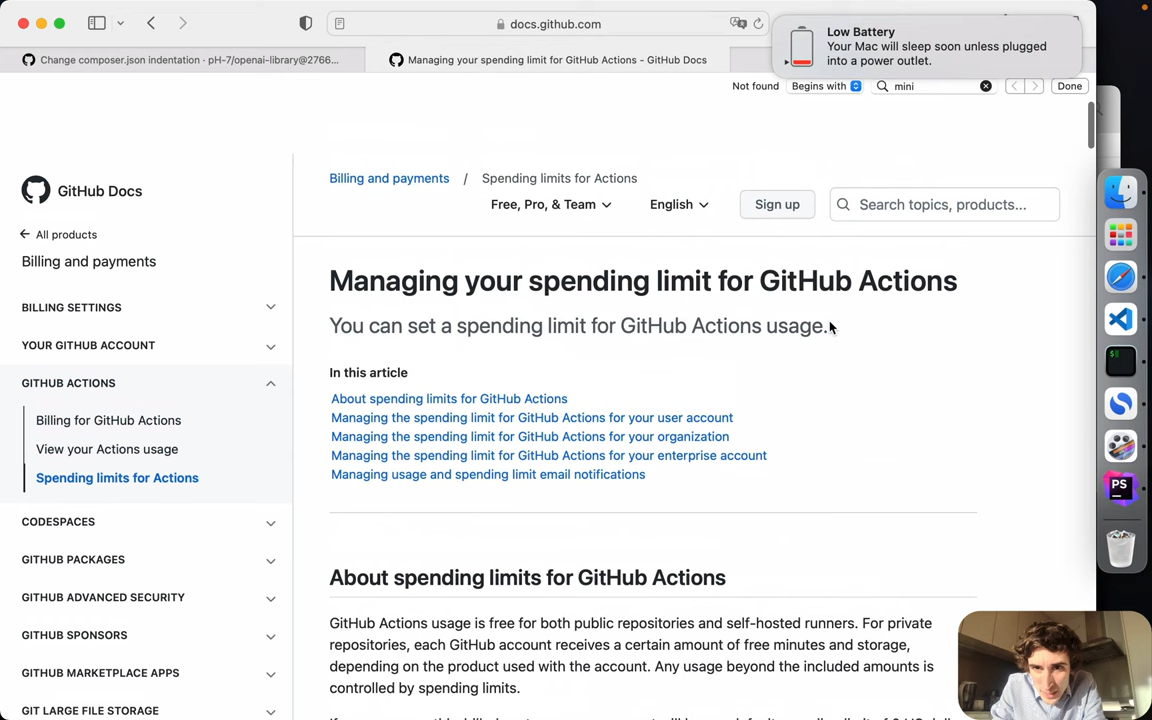 docs.github.com
Low Battery
Your Mac will sleep soon unless plugged
into a power outlet.
Change composer.json indentation · pH-7/openai-library@2766...
Managing your spending limit for GitHub Actions - GitHub Docs
Not found
Begins with
mini
Done
Billing and payments / Spending limits for Actions
GitHub Docs
Free, Pro, & Team
English
Sign up
Search topics, products...
All products
Billing and payments
BILLING SETTINGS
YOUR GITHUB ACCOUNT
GITHUB ACTIONS
Billing for GitHub Actions
View your Actions usage
Spending limits for Actions
CODESPACES
GITHUB PACKAGES
GITHUB ADVANCED SECURITY
GITHUB SPONSORS
GITHUB MARKETPLACE APPS
GIT LARGE FILE STORAGE
Managing your spending limit for GitHub Actions
You can set a spending limit for GitHub Actions usage.
In this article
About spending limits for GitHub Actions
Managing the spending limit for GitHub Actions for your user account
Managing the spending limit for GitHub Actions for your organization
Managing the spending limit for GitHub Actions for your enterprise account
Managing usage and spending limit email notifications
About spending limits for GitHub Actions
GitHub Actions usage is free for both public repositories and self-hosted runners. For private
repositories, each GitHub account receives a certain amount of free minutes and storage,
depending on the product used with the account. Any usage beyond the included amounts is
controlled by spending limits.
PS